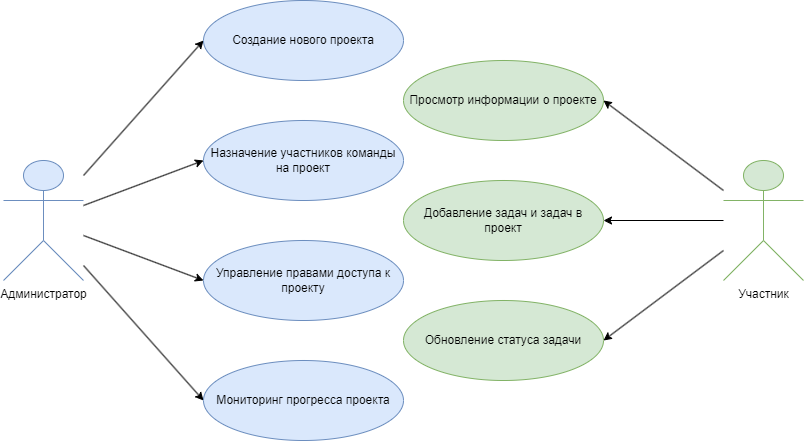 Создание нового проекта
Просмотр информации о проекте
Назначение участников команды
на проект
Добавление задач и задач в
проект
Управление правами доступа к
проекту
Администратор
Участник
Обновление статуса задачи
Мониторинг прогресса проекта